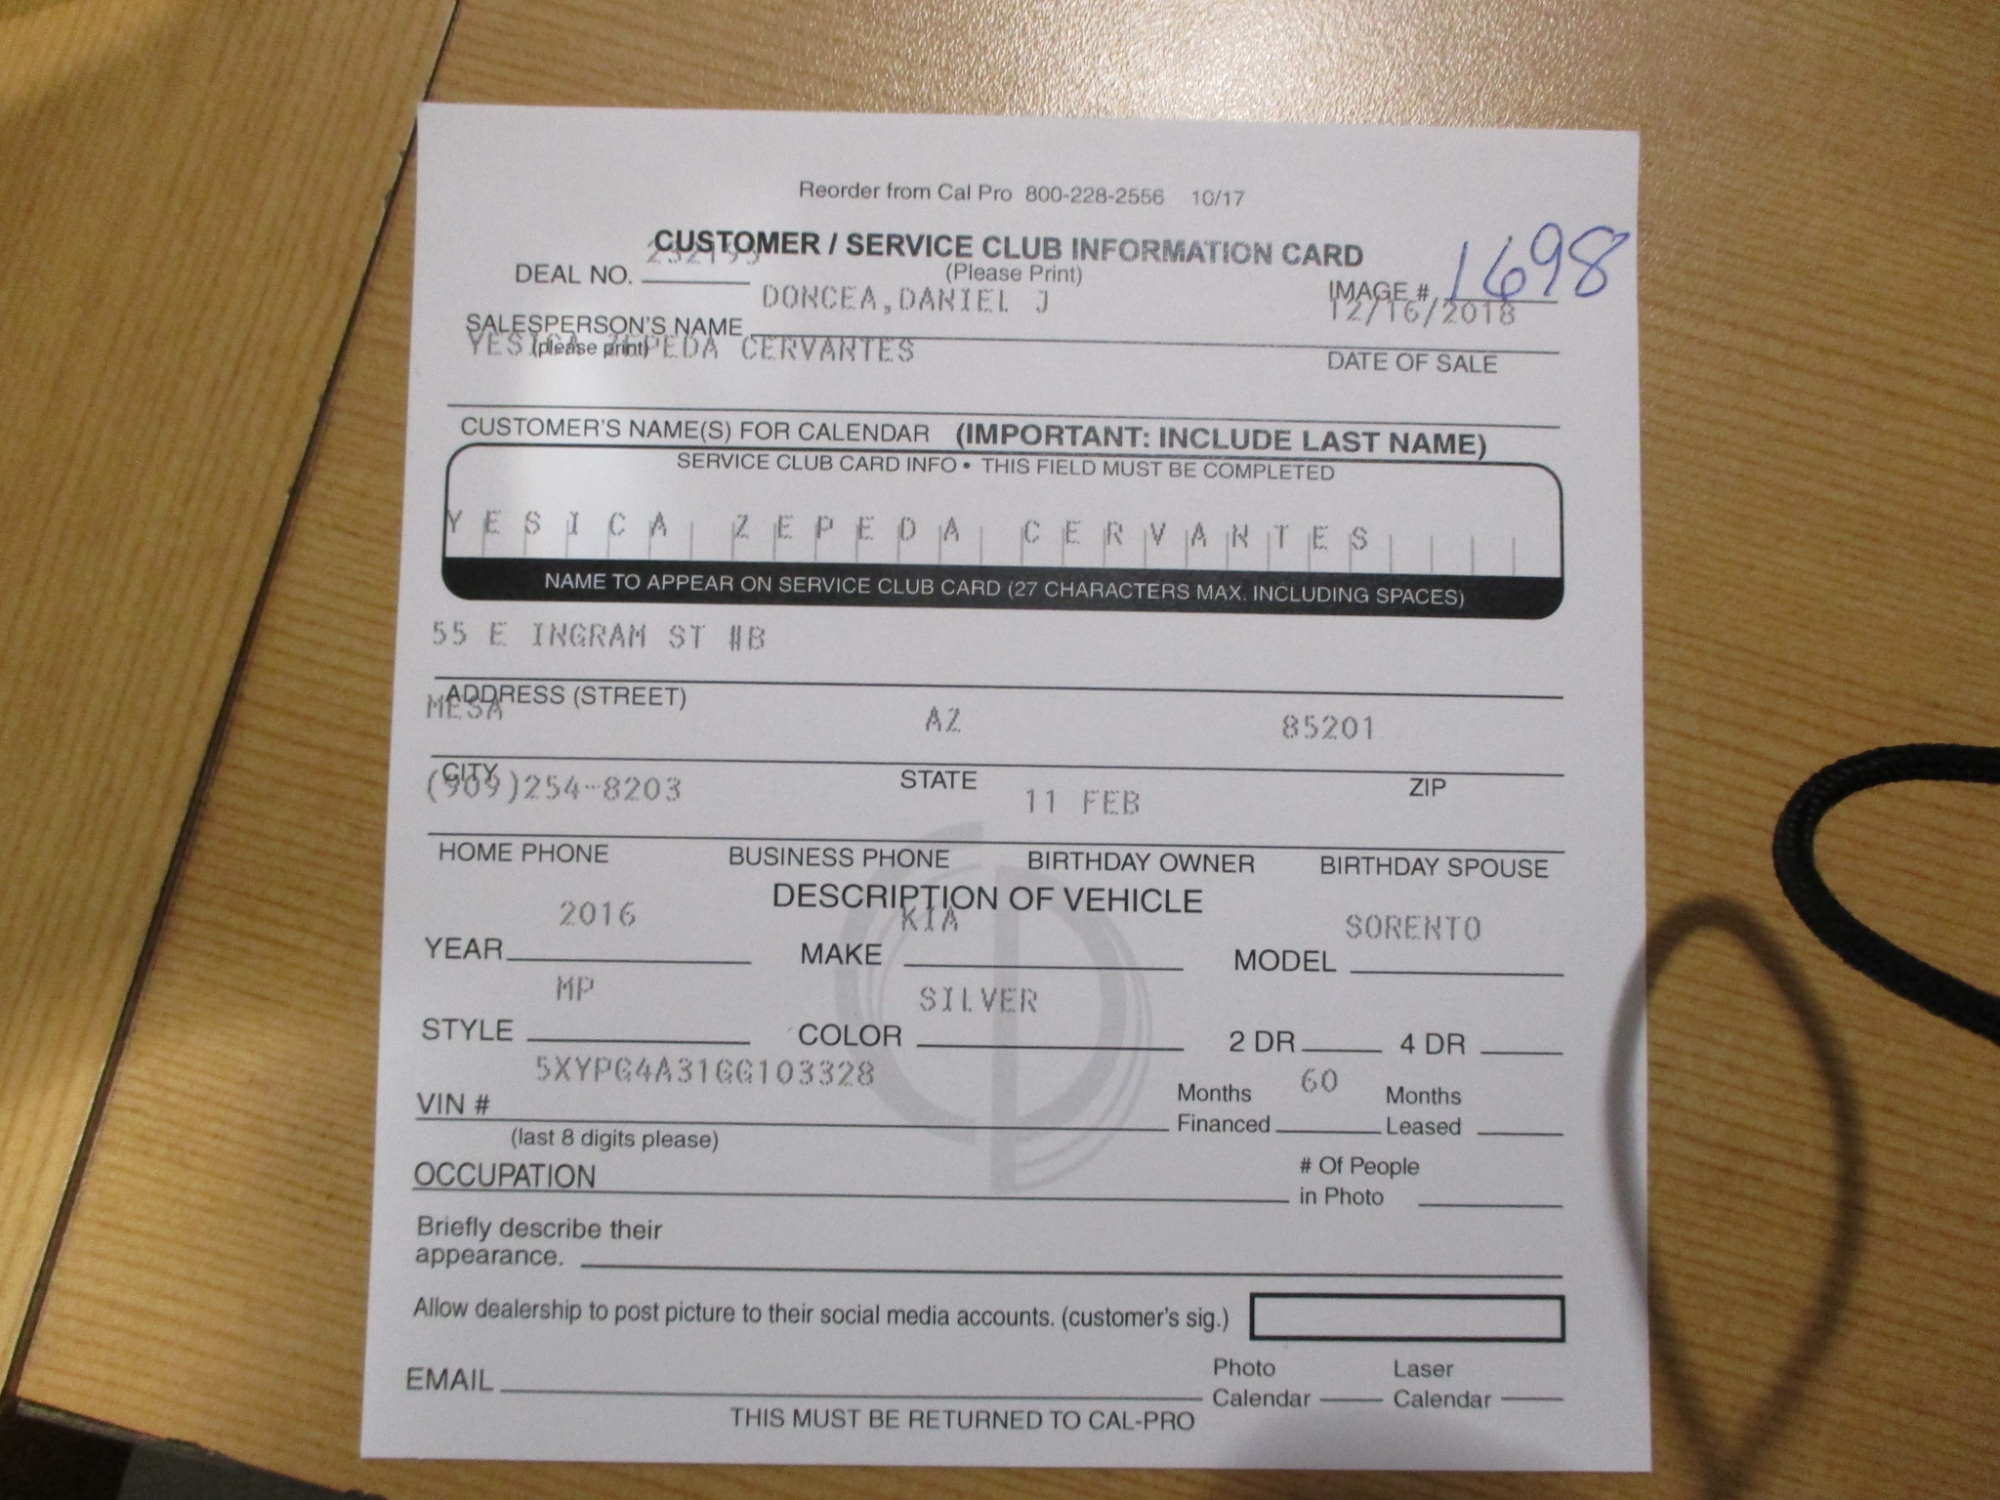 Reorder from Cal Pro 800-228-2556 10/17
CUSTOMER / SERVICE CLUB INFORMATION CARD
DEAL NO. 232193 (Please Print) IMAGE # 1698
DONCEA,DANIEL J 12/16/2018
SALESPERSON'S NAME
(please print) DATE OF SALE
YESICA ZEPEDA CERVANTES
CUSTOMER'S NAME(S) FOR CALENDAR (IMPORTANT: INCLUDE LAST NAME)
SERVICE CLUB CARD INFO • THIS FIELD MUST BE COMPLETED
YESICA ZEPEDA CERVANTES
NAME TO APPEAR ON SERVICE CLUB CARD (27 CHARACTERS MAX. INCLUDING SPACES)
55 E INGRAM ST #B
ADDRESS (STREET)
MESA AZ 85201
CITY STATE ZIP
(909)254-8203 11 FEB
HOME PHONE BUSINESS PHONE BIRTHDAY OWNER BIRTHDAY SPOUSE
DESCRIPTION OF VEHICLE
2016 KIA SORENTO
YEAR MAKE MODEL
MP SILVER
STYLE COLOR 2 DR 4 DR
5XYPG4A31GG103328 60
VIN # Months Financed Months Leased
(last 8 digits please)
OCCUPATION # Of People in Photo
Briefly describe their
appearance.
Allow dealership to post picture to their social media accounts. (customer's sig.)
EMAIL Photo Calendar Laser Calendar
THIS MUST BE RETURNED TO CAL-PRO